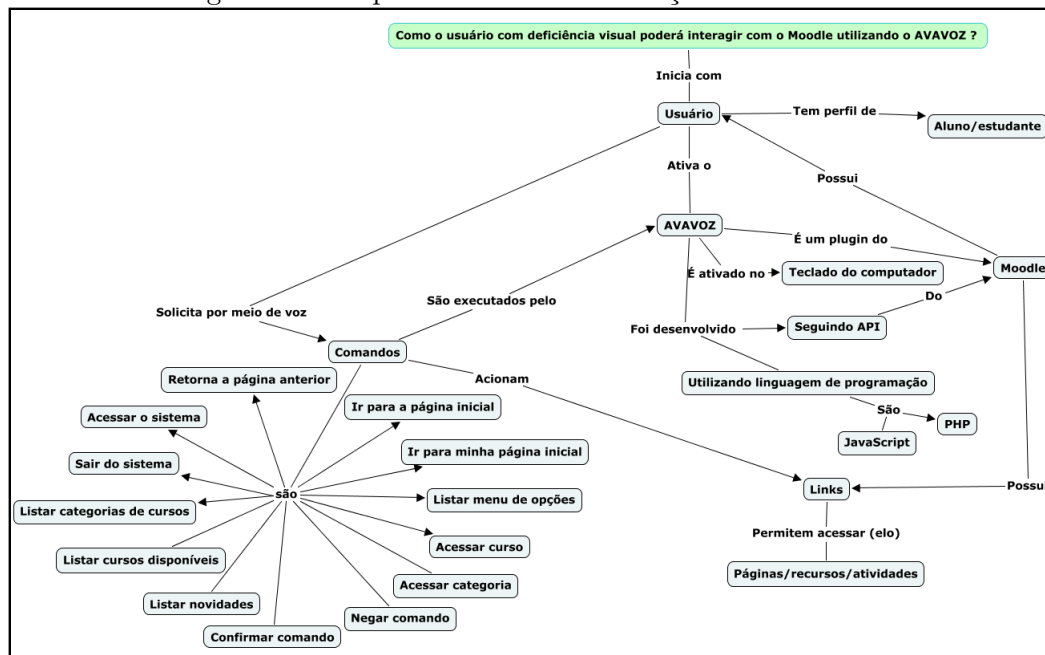 Como o usuário com deficiência visual poderá interagir com o Moodle utilizando o AVAVOZ ?
Inicia com
Usuário
Tem perfil de
Aluno/estudante
Ativa o
Possui
AVAVOZ
É um plugin do
Moodle
É ativado no
Teclado do computador
São executados pelo
Do
Solicita por meio de voz
Foi desenvolvido
Seguindo API
Comandos
Retorna a página anterior
Acionam
Utilizando linguagem de programação
Ir para a página inicial
São
Acessar o sistema
PHP
JavaScript
Ir para minha página inicial
Sair do sistema
Links
Possui
são
Listar menu de opções
Listar categorias de cursos
Permitem acessar (elo)
Acessar curso
Listar cursos disponíveis
Páginas/recursos/atividades
Acessar categoria
Listar novidades
Negar comando
Confirmar comando